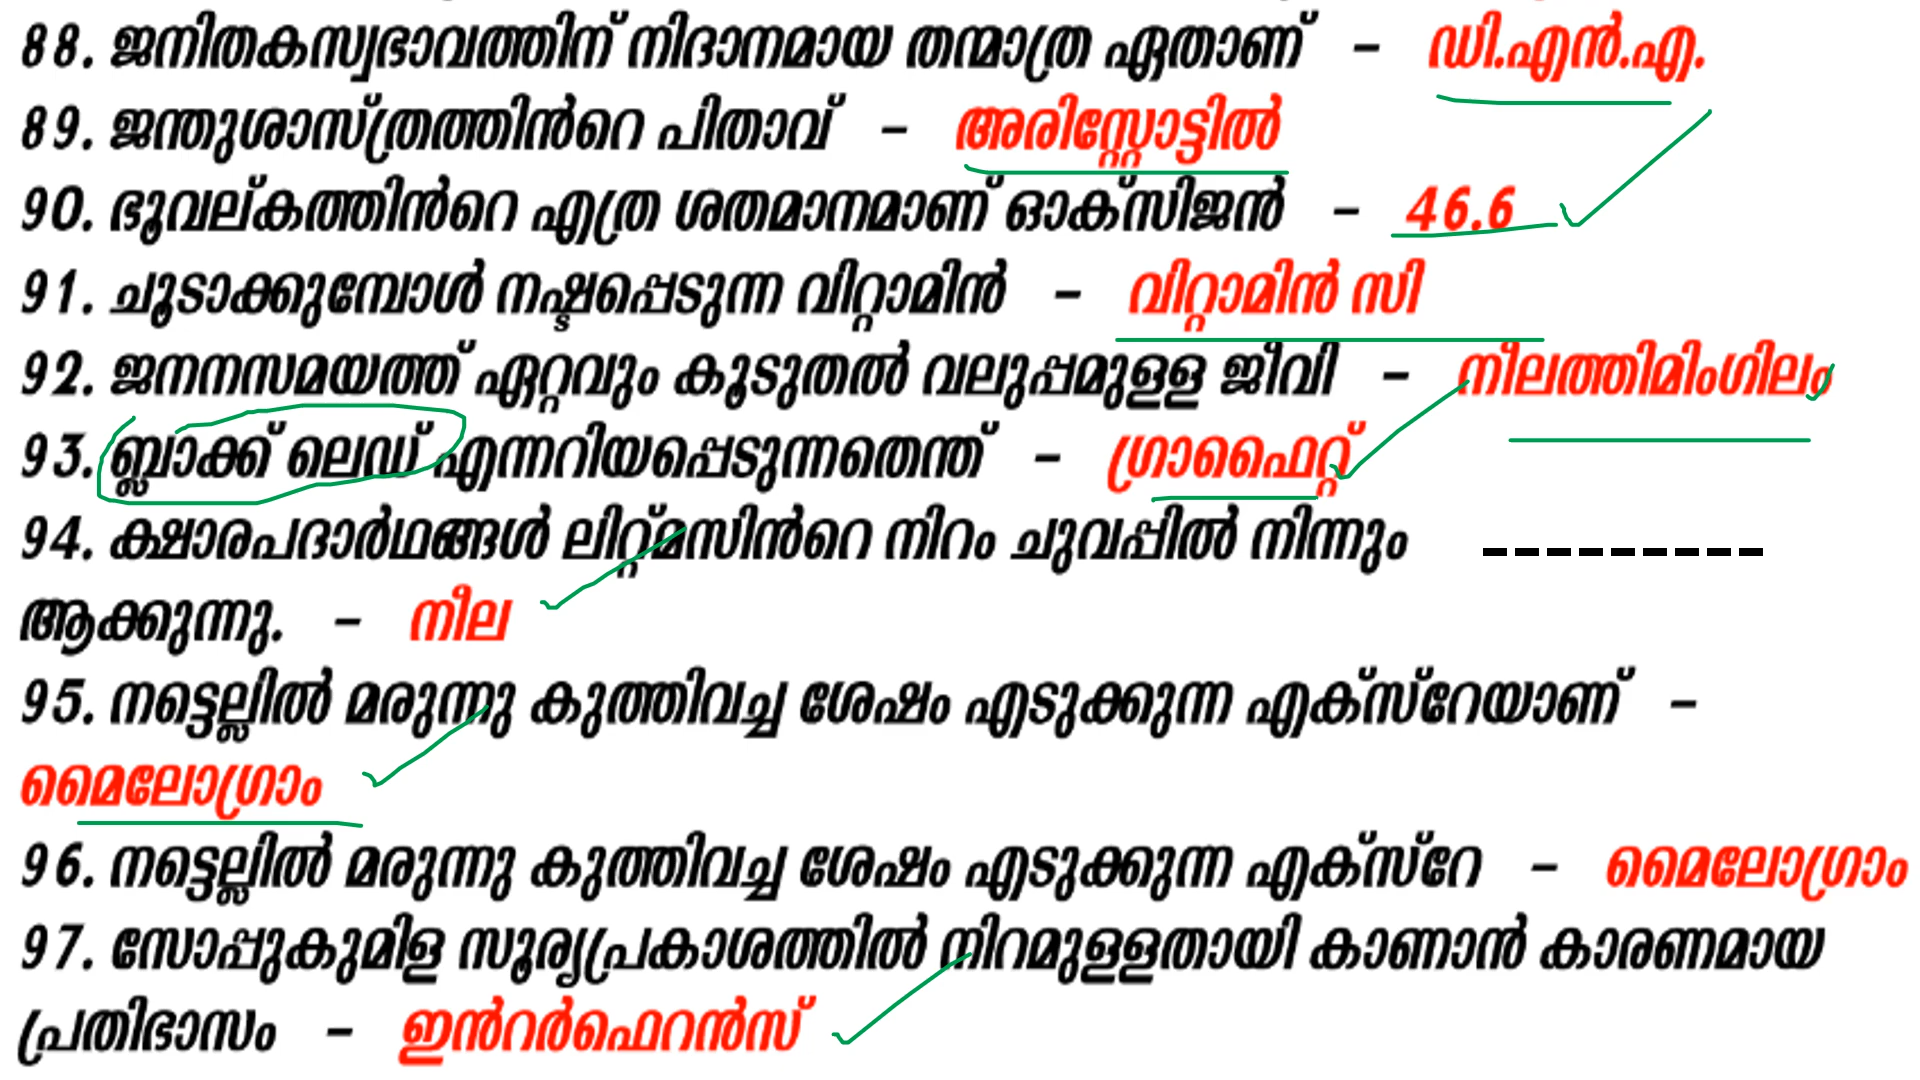 88. ജനിതകസ്വഭാവത്തിന് നിദാനമായ തന്മാത്ര ഏതാണ് – ഡി.എൻ.എ.
89. ജന്തുശാസ്ത്രത്തിൻറെ പിതാവ് – അരിസ്റ്റോട്ടിൽ
90. ഭൂവല്കത്തിൻറെ എത്ര ശതമാനമാണ് ഓക്സിജൻ – 46.6
91. ചൂടാക്കുമ്പോൾ നഷ്ടപ്പെടുന്ന വിറ്റാമിൻ – വിറ്റാമിൻ സി
92. ജനനസമയത്ത് ഏറ്റവും കൂടുതൽ വലുപ്പമുള്ള ജീവി – നീലത്തിമിംഗിലം
93. ബ്ലാക്ക് ലെഡ് എന്നറിയപ്പെടുന്നതെന്ത് – ഗ്രാഫൈറ്റ്
94. ക്ഷാരപദാർഥങ്ങൾ ലിറ്റ്മസിൻറെ നിറം ചുവപ്പിൽ നിന്നും ---------
ആക്കുന്നു. – നീല
95. നട്ടെല്ലിൽ മരുന്നു കുത്തിവച്ച ശേഷം എടുക്കുന്ന എക്സ്റേയാണ് –
മൈലോഗ്രാം
96. നട്ടെല്ലിൽ മരുന്നു കുത്തിവച്ച ശേഷം എടുക്കുന്ന എക്സ്റേ – മൈലോഗ്രാം
97. സോപ്പുകുമിള സൂര്യപ്രകാശത്തിൽ നിറമുള്ളതായി കാണാൻ കാരണമായ
പ്രതിഭാസം – ഇൻറർഫെറൻസ്